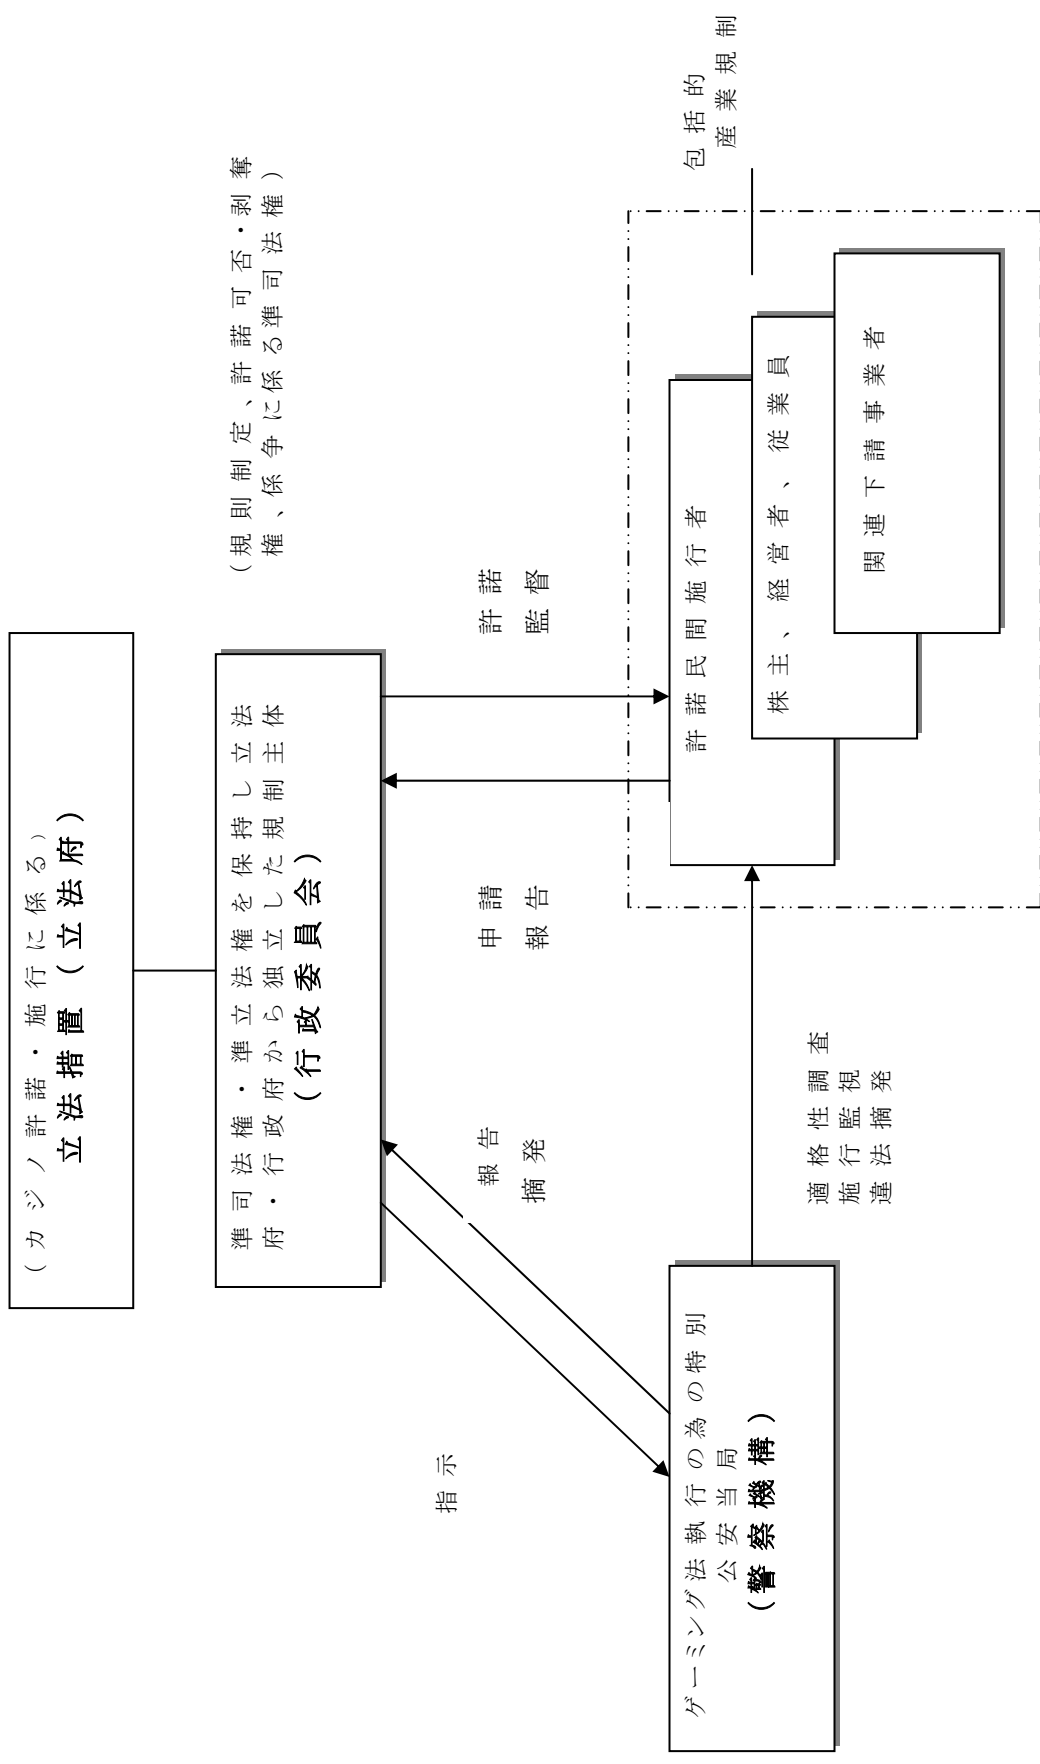 (カジノ許諾・施行に係る)
立法措置(立法府)
準司法権・準立法権を保持し立法
府・行政府から独立した規制主体
(行政委員会)
(規則制定、許諾可否・剥奪
権、係争に係る準司法権)
指示
報告
摘発
申請
報告
許諾
監督
ゲーミング法執行の為の特別
公安当局
(警察機構)
適格性調査
施行監視
違法摘発
許諾民間施行者
株主、経営者、従業員
関連下請事業者
包括的
産業規制